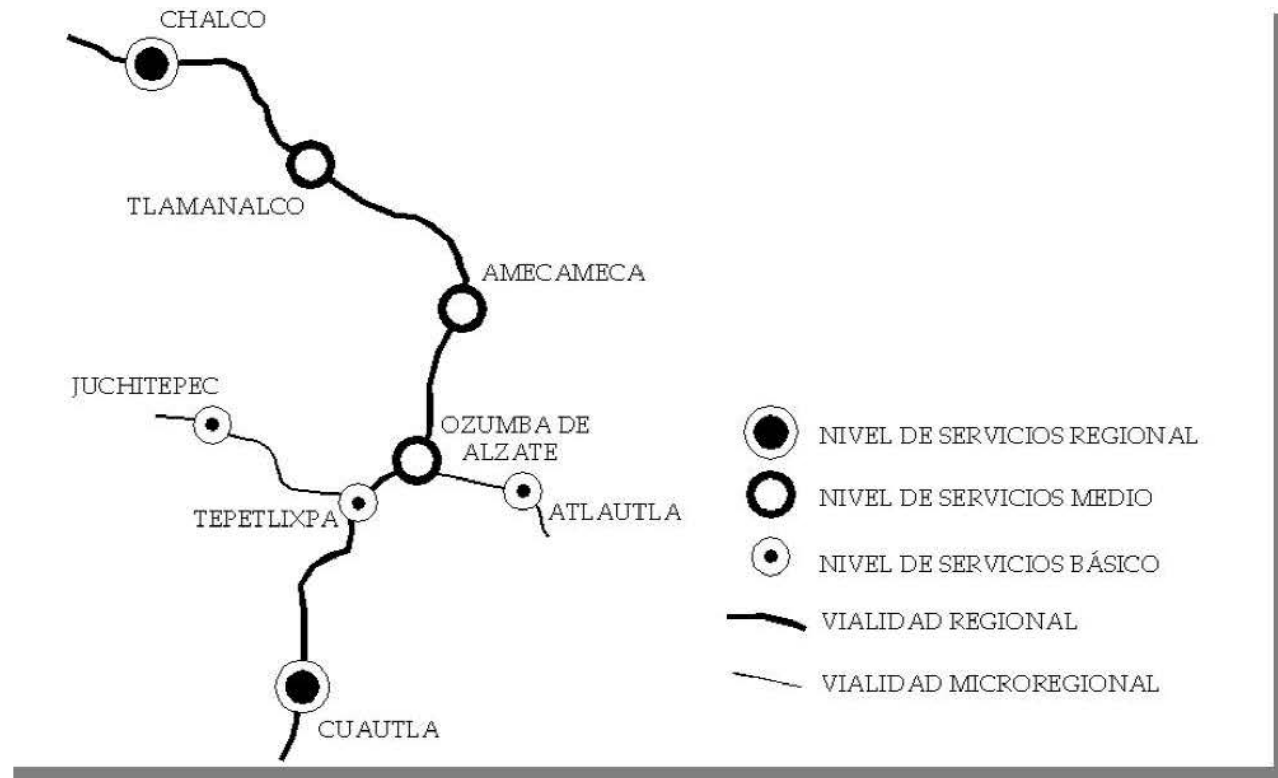 CHALCO
TLAMANALCO
AMECAMECA
JUCHITEPEC
OZUMBA DE
ALZATE
TEPETLIXPA
ATLAUTLA
CUAUTLA
NIVEL DE SERVICIOS REGIONAL
NIVEL DE SERVICIOS MEDIO
NIVEL DE SERVICIOS BÁSICO
VIALIDAD REGIONAL
VIALIDAD MICROREGIONAL